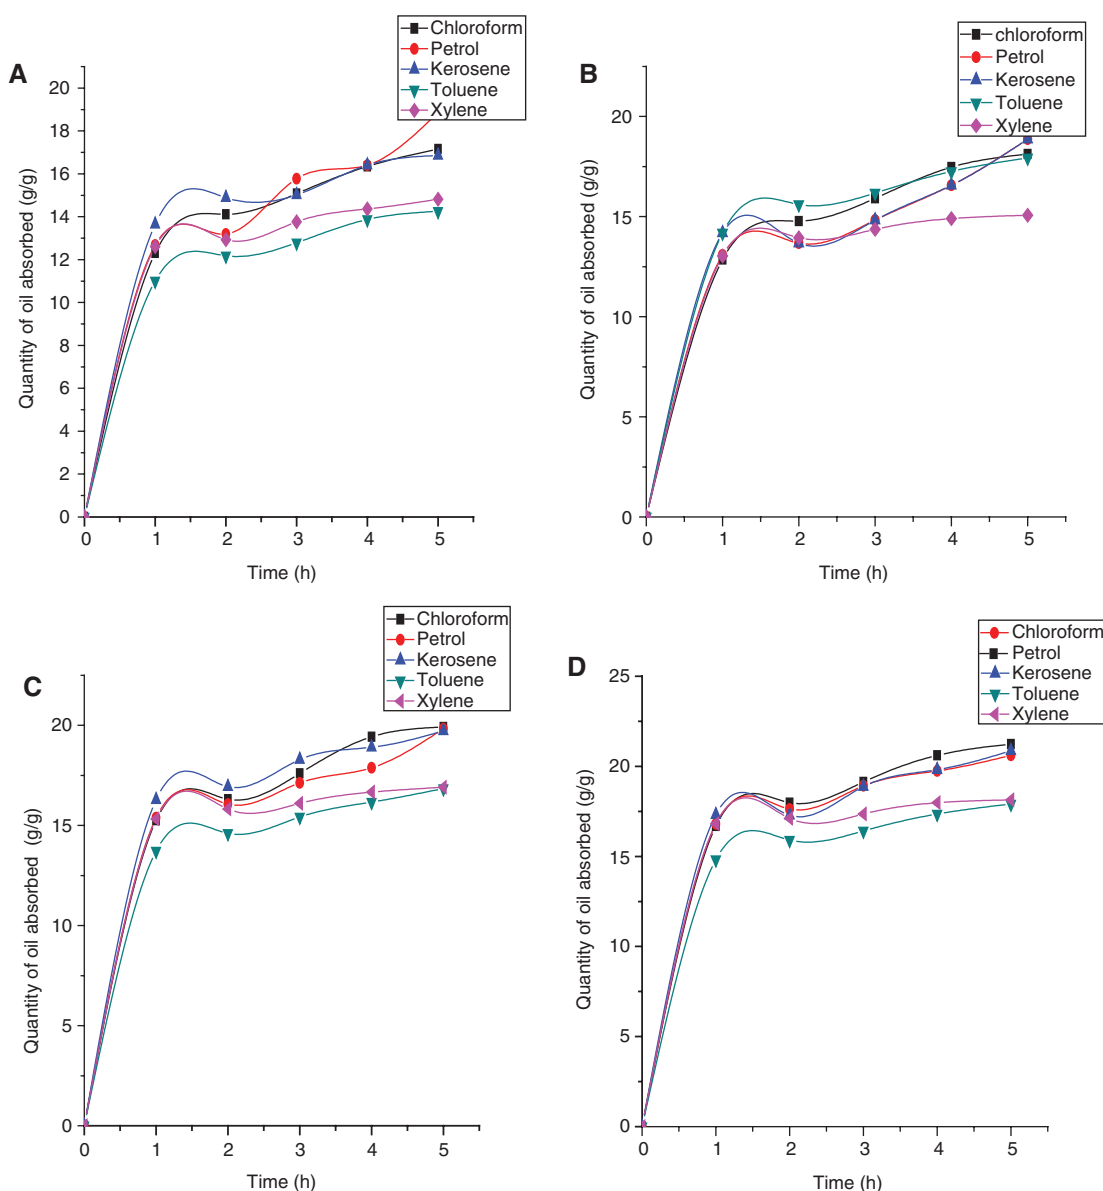 A
Chloroform
Petrol
Kerosene
Toluene
Xylene
20
18
16
14
12
10
8
6
4
2
0
Quantity of oil absorbed (g/g)
0 1 2 3 4 5
Time (h)
B
chloroform
Petrol
Kerosene
Toluene
Xylene
20
15
10
5
0
Quantity of oil absorbed (g/g)
0 1 2 3 4 5
Time (h)
C
Chloroform
Petrol
Kerosene
Toluene
Xylene
20
15
10
5
0
Quantity of oil absorbed (g/g)
0 1 2 3 4 5
Time (h)
D
Chloroform
Petrol
Kerosene
Toluene
Xylene
25
20
15
10
5
0
Quantity of oil absorbed (g/g)
0 1 2 3 4 5
Time (h)